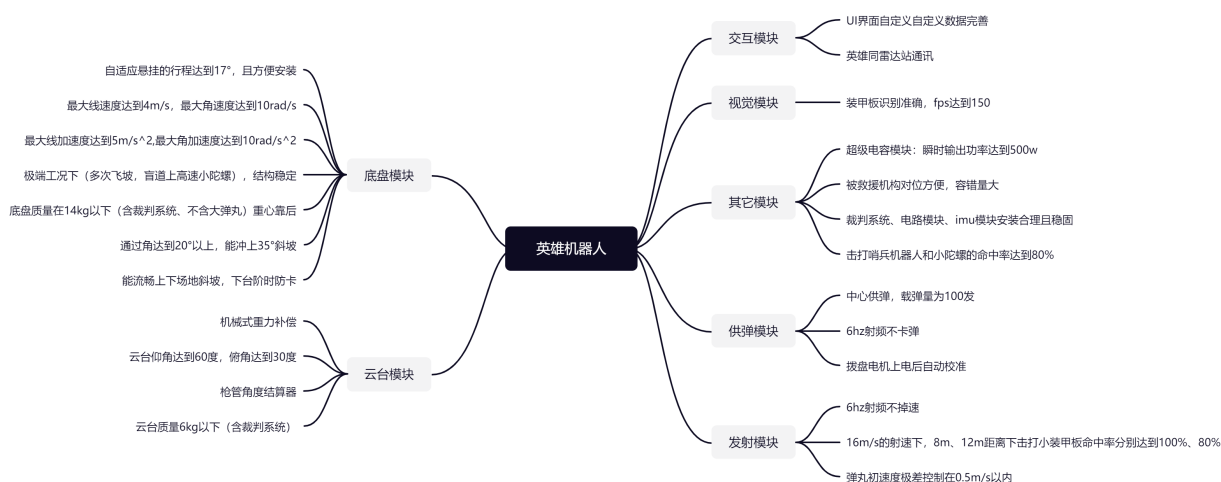 英雄机器人
底盘模块
自适应悬挂的行程达到17°，且方便安装
最大线速度达到4m/s，最大角速度达到10rad/s
最大线加速度达到5m/s^2,最大角加速度达到10rad/s^2
极端工况下（多次飞坡，盲道上高速小陀螺），结构稳定
底盘质量在14kg以下（含裁判系统、不含大弹丸）重心靠后
通过角达到20°以上，能冲上35°斜坡
能流畅上下场地斜坡，下台阶时防卡
云台模块
机械式重力补偿
云台仰角达到60度，俯角达到30度
枪管角度结算器
云台质量6kg以下（含裁判系统）
交互模块
UI界面自定义自定义数据完善
英雄同雷达站通讯
视觉模块
装甲板识别准确，fps达到150
其它模块
超级电容模块：瞬时输出功率达到500w
被救援机构对位方便，容错量大
裁判系统、电路模块、imu模块安装合理且稳固
击打哨兵机器人和小陀螺的命中率达到80%
供弹模块
中心供弹，载弹量为100发
6hz射频不卡弹
拨盘电机上电后自动校准
发射模块
6hz射频不掉速
16m/s的射速下，8m、12m距离下击打小装甲板命中率分别达到100%、80%
弹丸初速度极差控制在0.5m/s以内